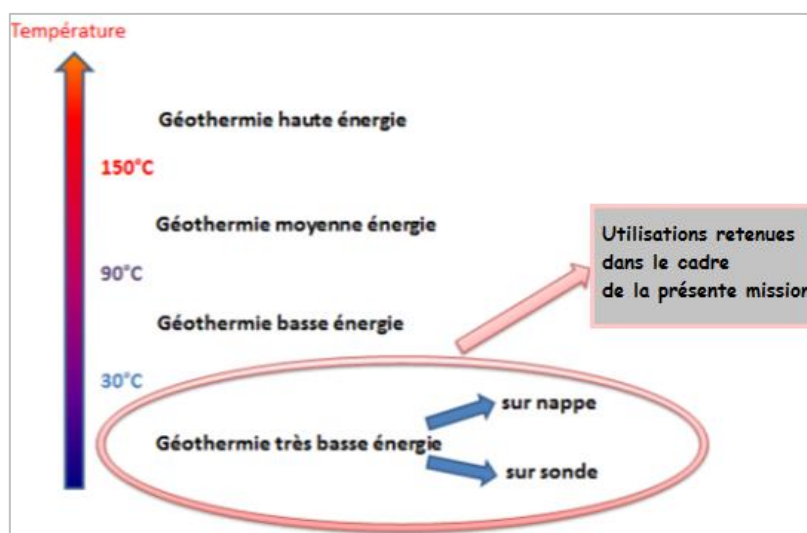 Température
Géothermie haute énergie
150°C
Géothermie moyenne énergie
Utilisations retenues
dans le cadre
de la présente mission
90°C
Géothermie basse énergie
30°C
sur nappe
Géothermie très basse énergie
sur sonde